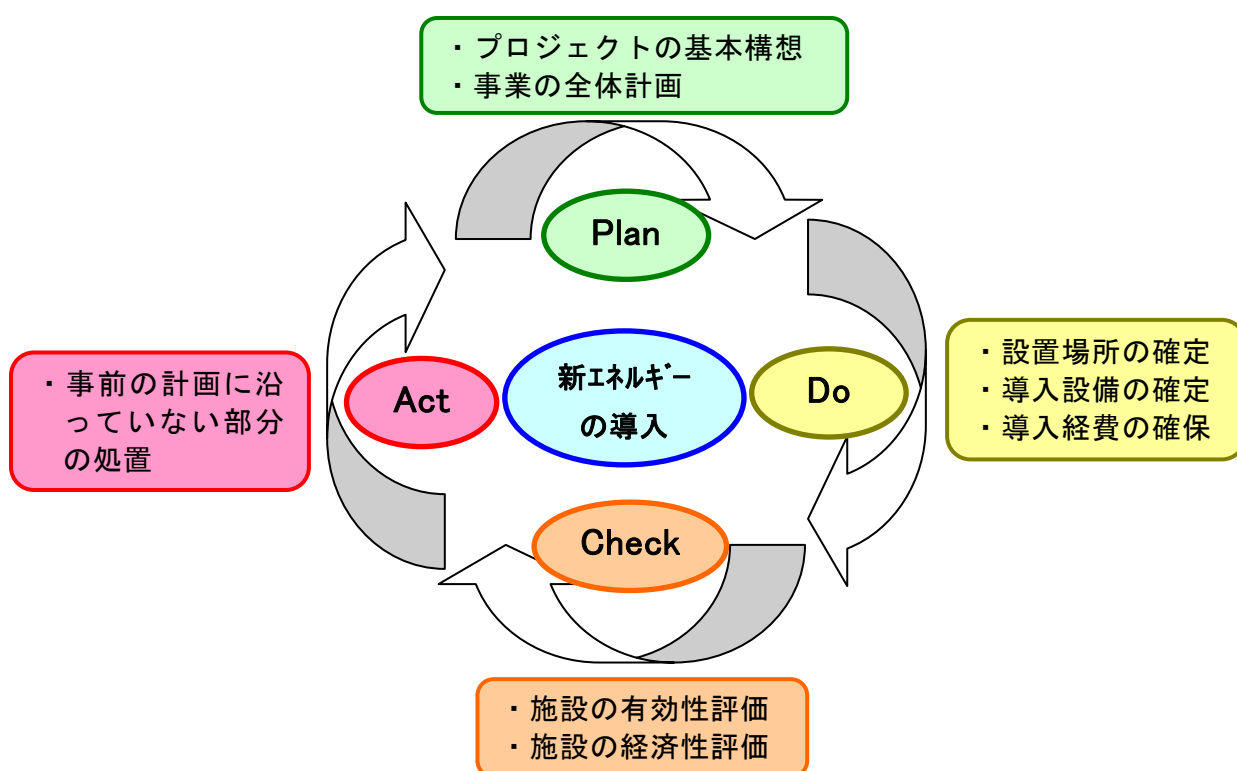 ・プロジェクトの基本構想
・事業の全体計画
Plan
・設置場所の確定
・導入設備の確定
・導入経費の確保
Do
新ｴﾈﾙｷﾞｰ
の導入
Act
・事前の計画に沿
っていない部分
の処置
Check
・施設の有効性評価
・施設の経済性評価